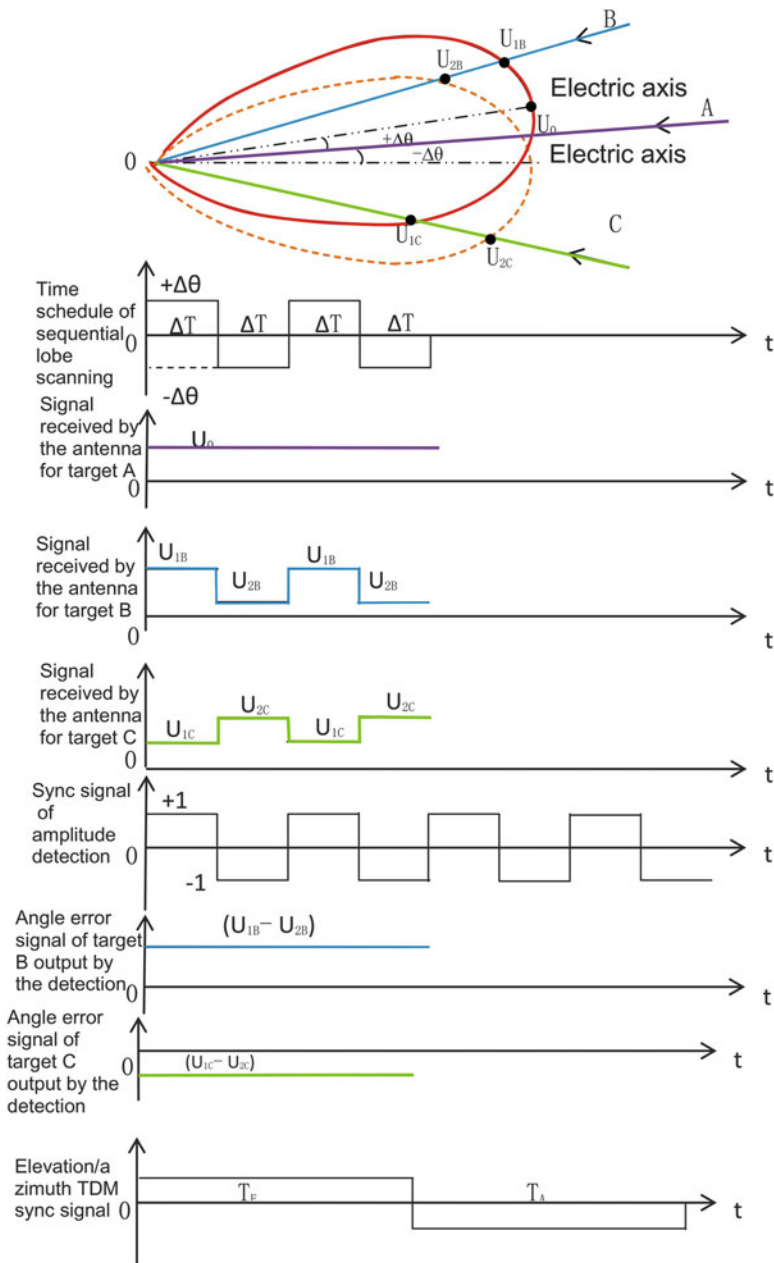 B
U1B
U2B
Electric axis
A
U0
+Δθ
0
−Δθ
Electric axis
C
U1C
U2C
Time
schedule of
sequential
lobe
scanning
+Δθ
ΔT ΔT ΔT ΔT
0
t
-Δθ
Signal
received by
the antenna
for target A
U0
0
t
Signal
received by
the antenna
for target B
U1B U1B
U2B U2B
0
t
Signal
received by
the antenna
for target C
U2C U2C
U1C U1C
0
t
Sync signal
of
amplitude
detection
+1
0
-1
t
Angle error
signal of target
B output by
the detection
(U1B − U2B)
0
t
Angle error
signal of
target C
output by the
detection
0
(U1C − U2C)
t
Elevation/a
zimuth TDM
sync signal
0
TE TA
t